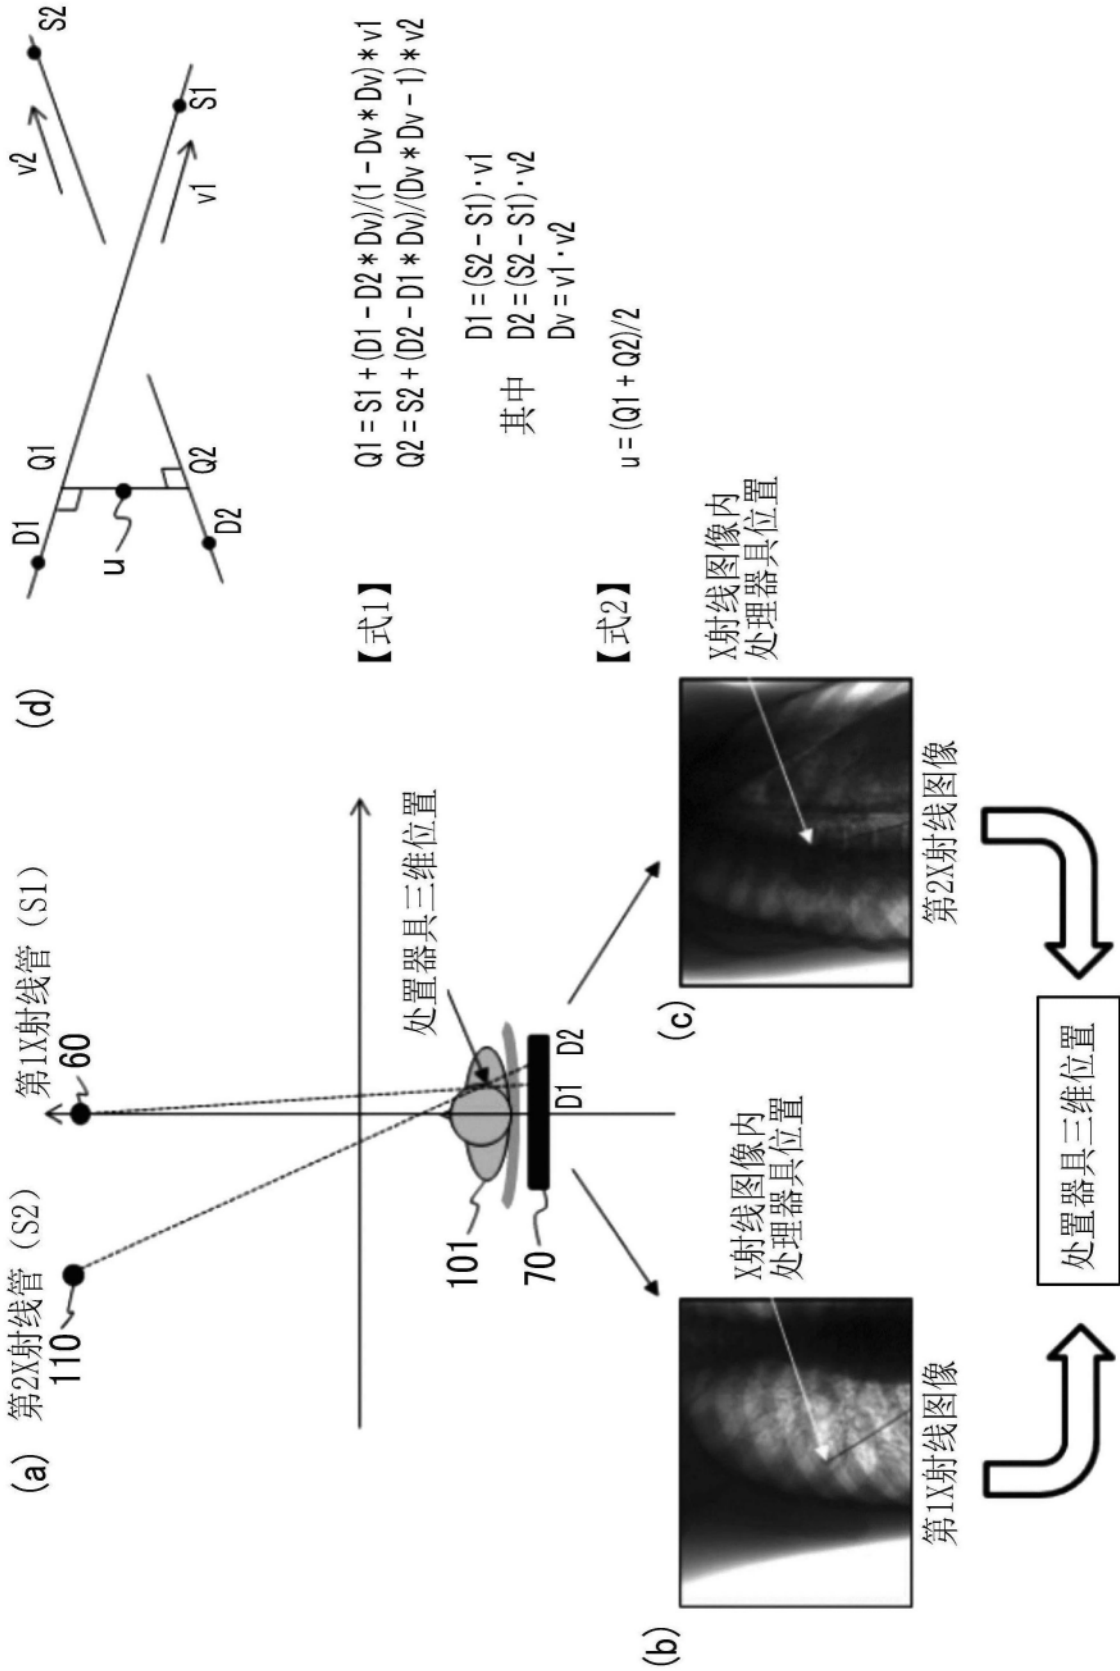 (a)
第2X射线管（S2）
110
第1X射线管（S1）
60
处置器具三维位置
101
70
D1
D2
(b)
X射线图像内
处理器具位置
第1X射线图像
(c)
X射线图像内
处理器具位置
第2X射线图像
处置器具三维位置
(d)
D1
Q1
u
D2
Q2
v2
v1
S1
S2
【式1】
Q1 = S1 + (D1 - D2 * Dv)/(1 - Dv * Dv) * v1
Q2 = S2 + (D2 - D1 * Dv)/(Dv * Dv - 1) * v2
D1 = (S2 - S1)·v1
其中 D2 = (S2 - S1)·v2
Dv = v1·v2
【式2】
u = (Q1 + Q2)/2